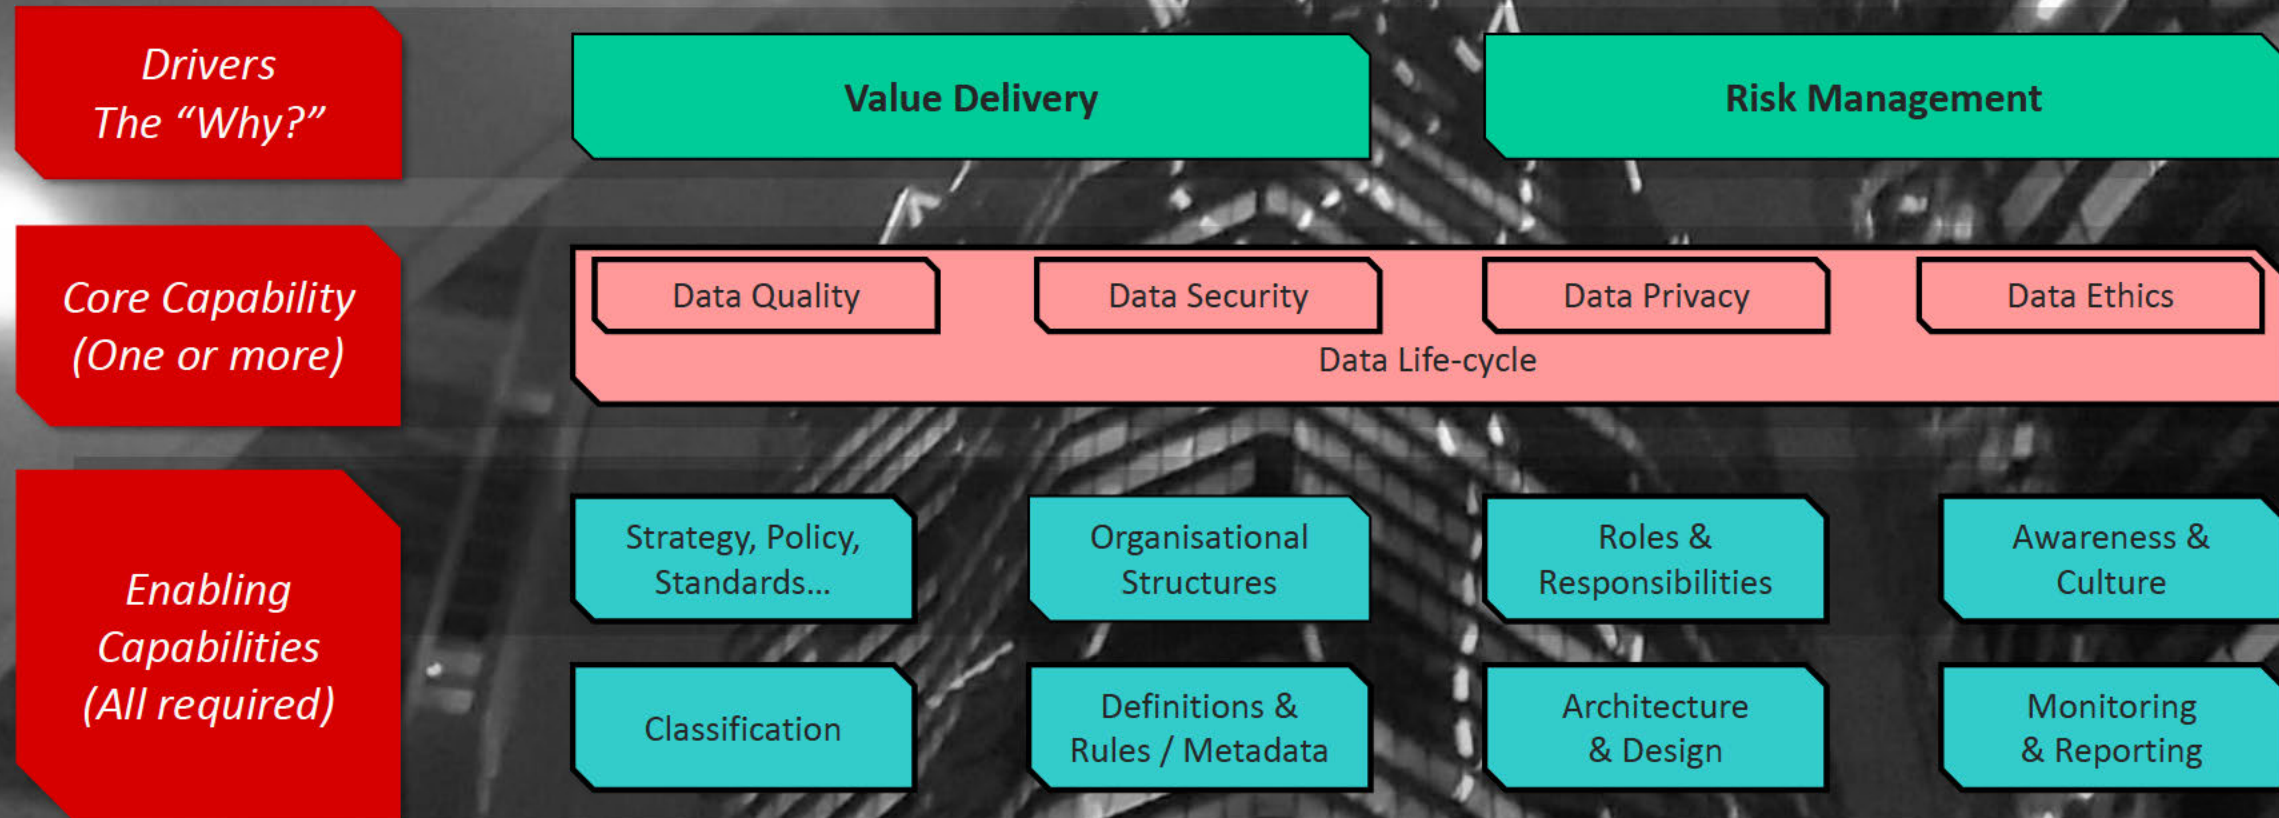 Drivers
The “Why?”
Value Delivery
Risk Management
Core Capability
(One or more)
Data Quality
Data Security
Data Privacy
Data Ethics
Data Life-cycle
Enabling
Capabilities
(All required)
Strategy, Policy,
Standards...
Organisational
Structures
Roles &
Responsibilities
Awareness &
Culture
Classification
Definitions &
Rules / Metadata
Architecture
& Design
Monitoring
& Reporting